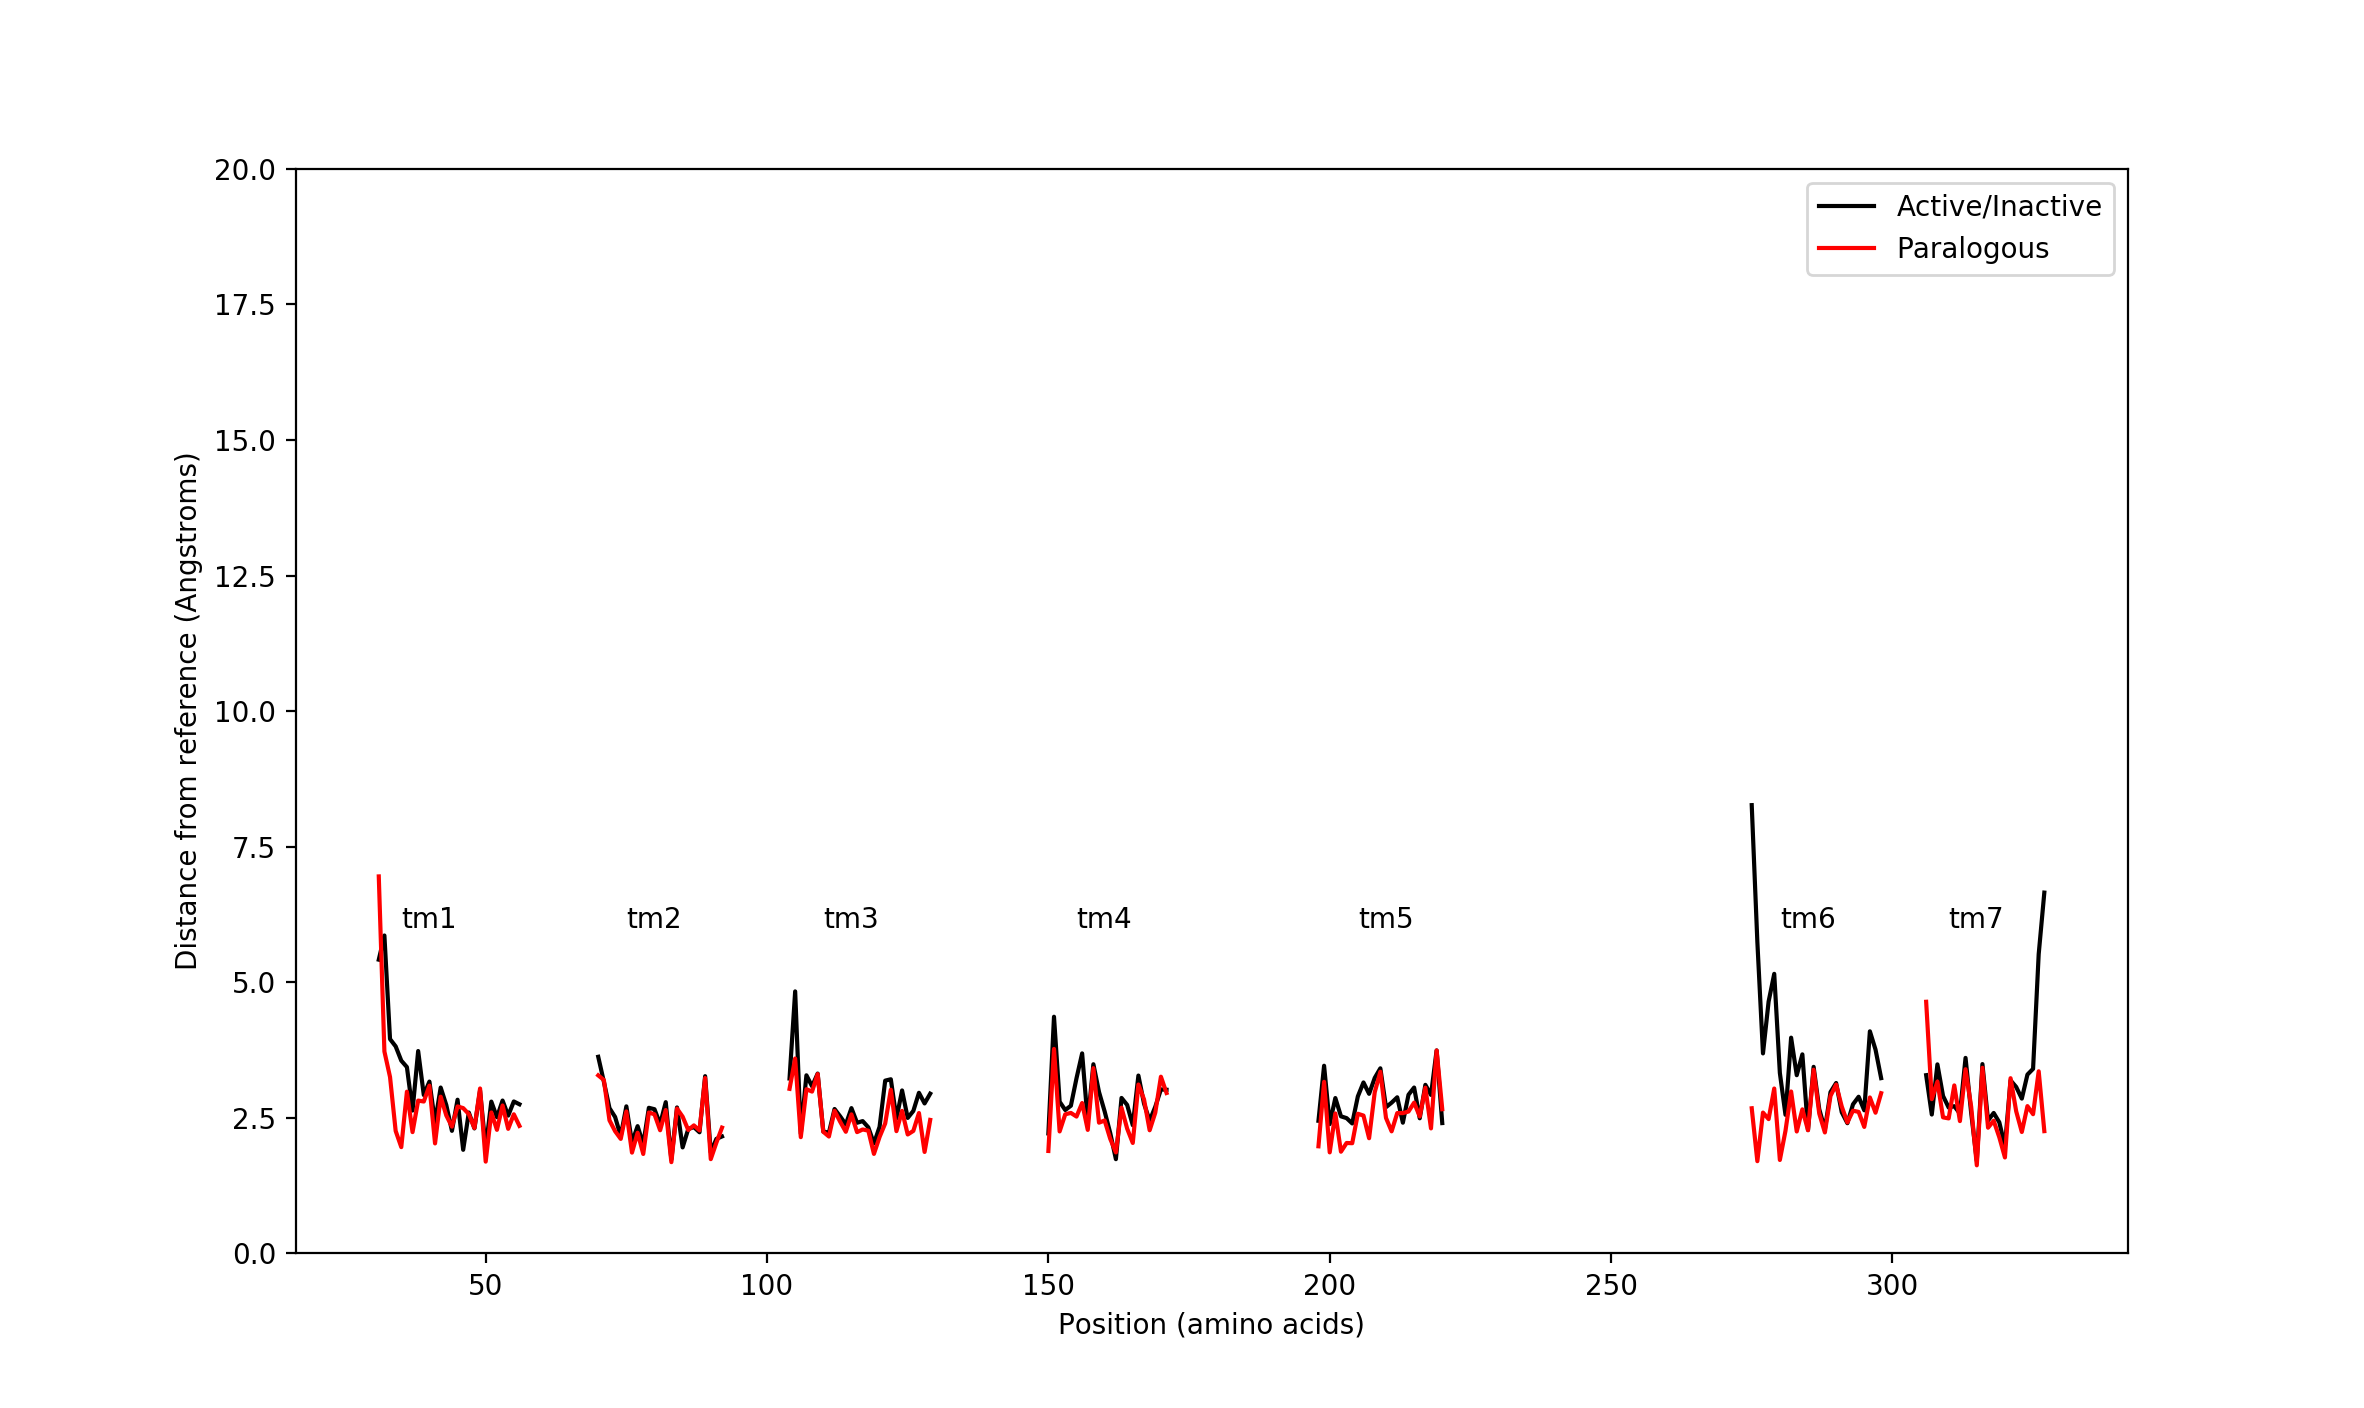 20.0
17.5
15.0
12.5
10.0
7.5
5.0
2.5
0.0
Distance from reference (Angstroms)
Active/Inactive
Paralogous
tm1 tm2 tm3 tm4 tm5 tm6 tm7
50 100 150 200 250 300
Position (amino acids)